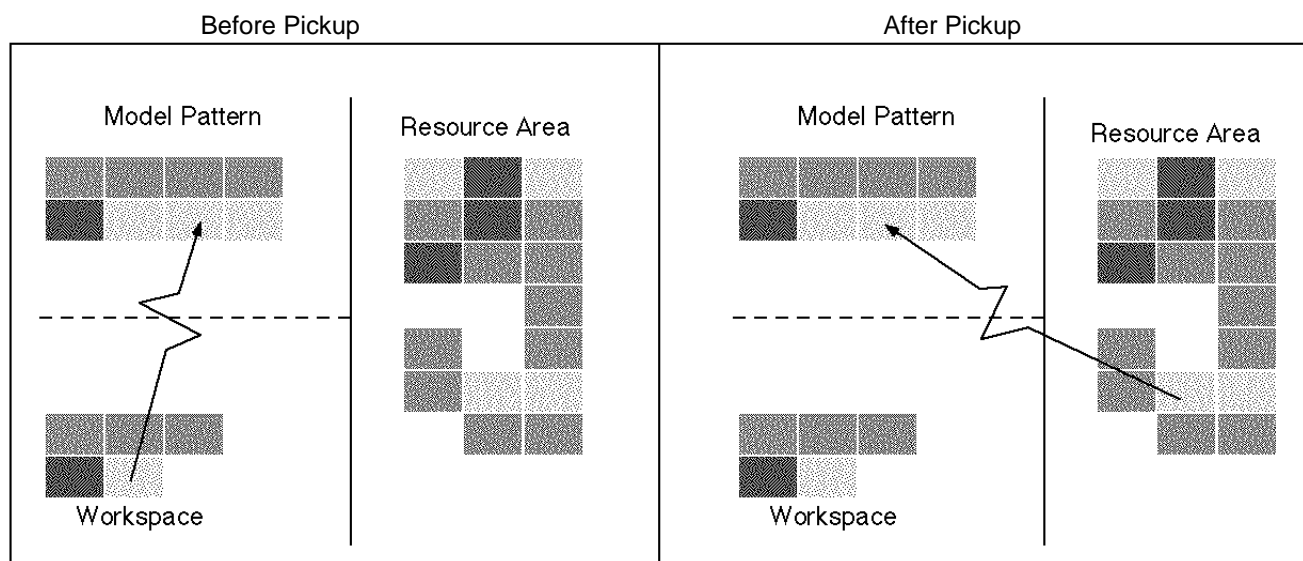 Before Pickup
After Pickup
Model Pattern
Resource Area
Workspace
Model Pattern
Resource Area
Workspace